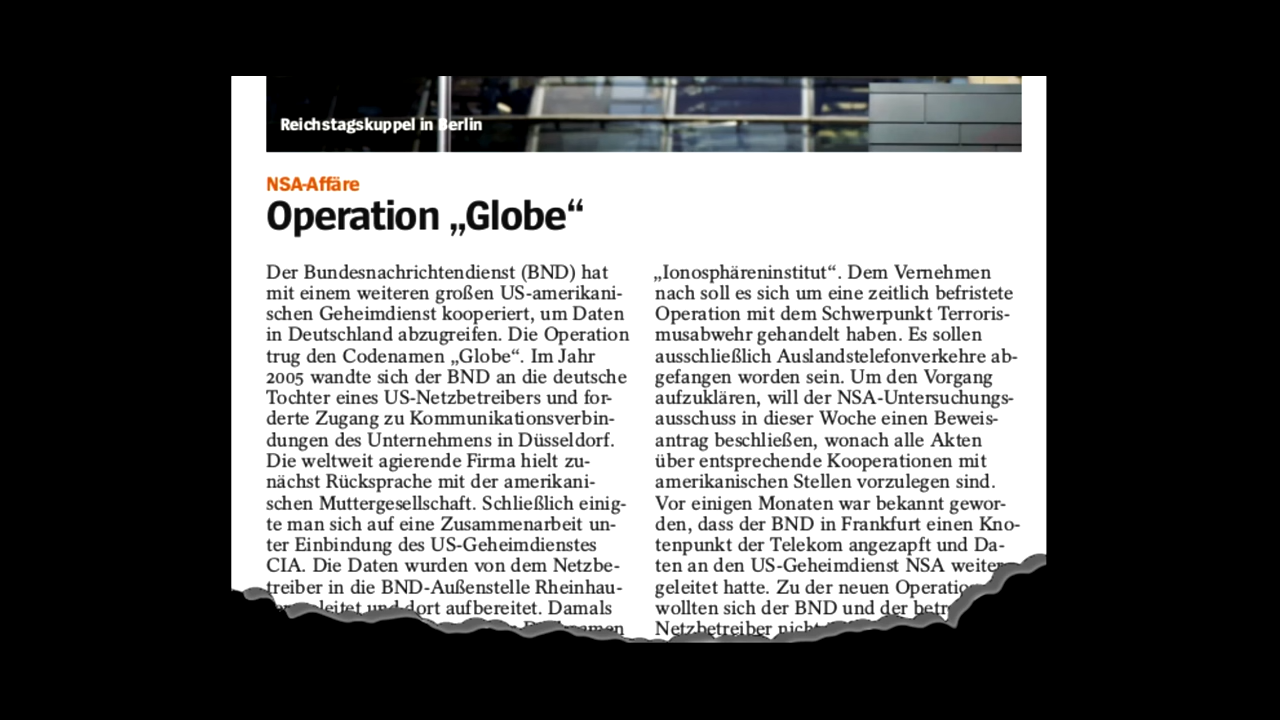 Reichstagskuppel in Berlin
NSA-Affäre
Operation „Globe“
Der Bundesnachrichtendienst (BND) hat
mit einem weiteren großen US-amerikani-
schen Geheimdienst kooperiert, um Daten
in Deutschland abzugreifen. Die Operation
trug den Codenamen „Globe“. Im Jahr
2005 wandte sich der BND an die deutsche
Tochter eines US-Netzbetreibers und for-
derte Zugang zu Kommunikationsverbin-
dungen des Unternehmens in Düsseldorf.
Die weltweit agierende Firma hielt zu-
nächst Rücksprache mit der amerikani-
schen Muttergesellschaft. Schließlich einig-
te man sich auf eine Zusammenarbeit un-
ter Einbindung des US-Geheimdienstes
CIA. Die Daten wurden von dem Netzbe-
treiber in die BND-Außenstelle Rheinhau-
und dort aufbereitet. Damals
„Ionosphäreninstitut“. Dem Vernehmen
nach soll es sich um eine zeitlich befristete
Operation mit dem Schwerpunkt Terroris-
musabwehr gehandelt haben. Es sollen
ausschließlich Auslandstelefonverkehre ab-
gefangen worden sein. Um den Vorgang
aufzuklären, will der NSA-Untersuchungs-
ausschuss in dieser Woche einen Beweis-
antrag beschließen, wonach alle Akten
über entsprechende Kooperationen mit
amerikanischen Stellen vorzulegen sind.
Vor einigen Monaten war bekannt gewor-
den, dass der BND in Frankfurt einen Kno-
tenpunkt der Telekom angezapft und Da-
ten an den US-Geheimdienst NSA weiter-
geleitet hatte. Zu der neuen Operation
wollten sich der BND und der
Netzbetreiber nicht